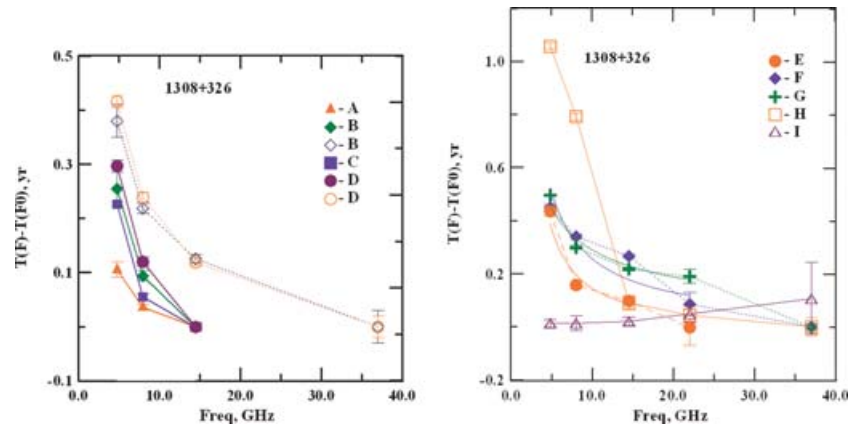 0.5
0.3
0.1
-0.1
T(F)-T(F0), yr
1308+326
- A
- B
- B
- C
- D
- D
0.0 10.0 20.0 30.0 40.0
Freq, GHz
1.0
0.6
0.2
-0.2
T(F)-T(F0), yr
1308+326
- E
- F
- G
- H
- I
0.0 10.0 20.0 30.0 40.0
Freq, GHz